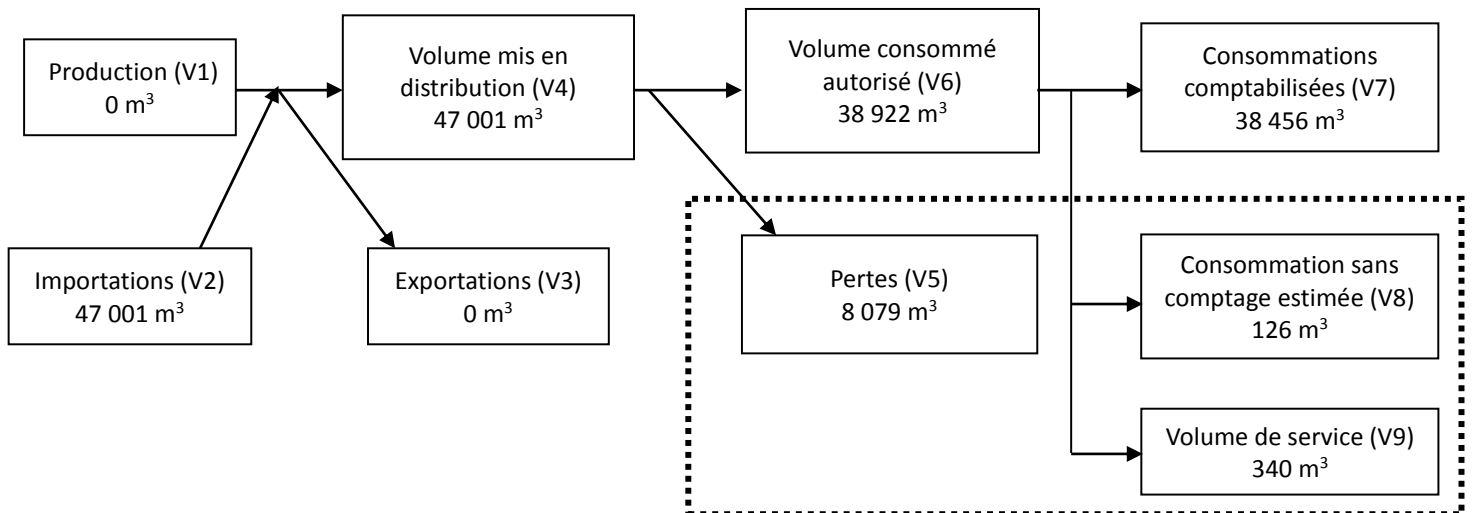 Production (V1)
0 m³
Volume mis en
distribution (V4)
47 001 m³
Volume consommé
autorisé (V6)
38 922 m³
Consommations
comptabilisées (V7)
38 456 m³
Importations (V2)
47 001 m³
Exportations (V3)
0 m³
Pertes (V5)
8 079 m³
Consommation sans
comptage estimée (V8)
126 m³
Volume de service (V9)
340 m³